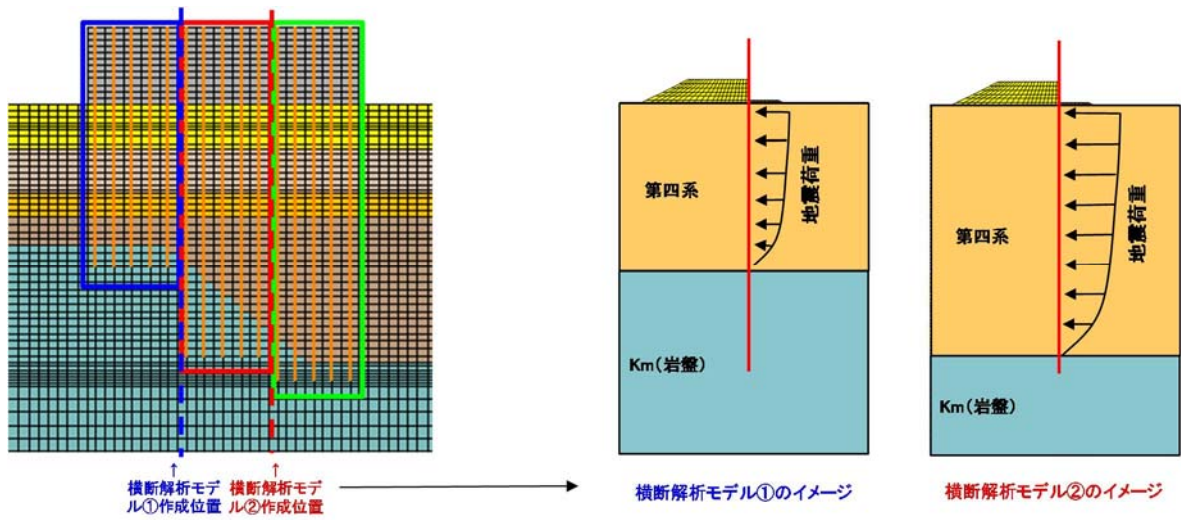 ↑
横断解析モデ
ル①作成位置
↑
横断解析モデ
ル②作成位置
第四系
地震荷重
Km(岩盤)
横断解析モデル①のイメージ
第四系
地震荷重
Km(岩盤)
横断解析モデル②のイメージ